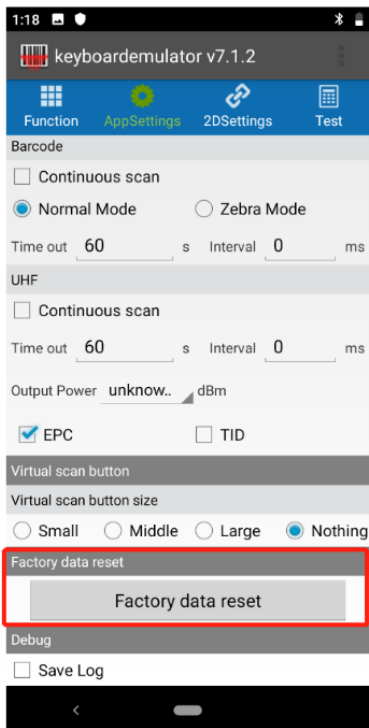 1:18
keyboardemulator v7.1.2
Function AppSettings 2DSettings Test
Barcode
Continuous scan
Normal Mode Zebra Mode
Time out 60 s Interval 0 ms
UHF
Continuous scan
Time out 60 s Interval 0 ms
Output Power unknow.. dBm
EPC TID
Virtual scan button
Virtual scan button size
Small Middle Large Nothing
Factory data reset
Factory data reset
Debug
Save Log